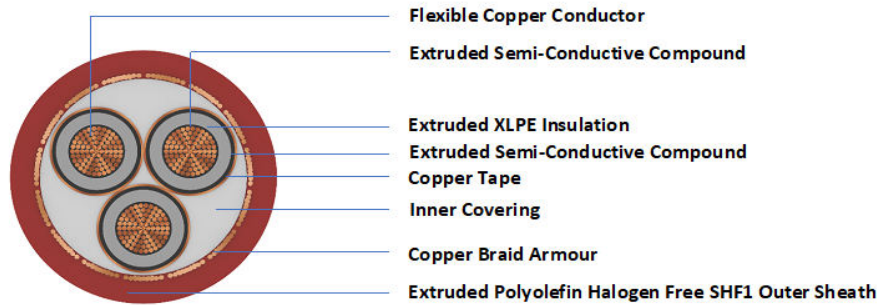 Flexible Copper Conductor
Extruded Semi-Conductive Compound
Extruded XLPE Insulation
Extruded Semi-Conductive Compound
Copper Tape
Inner Covering
Copper Braid Armour
Extruded Polyolefin Halogen Free SHF1 Outer Sheath